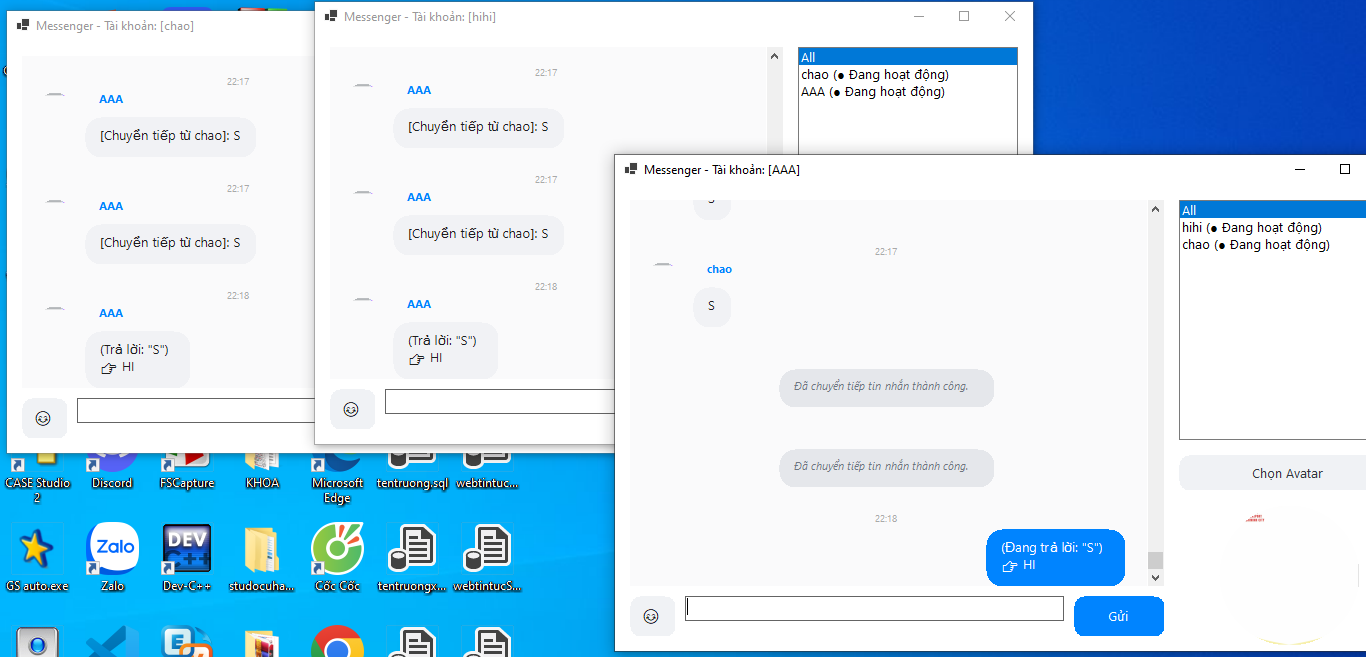 Messenger - Tài khoản: [chao]
22:17
AAA
[Chuyển tiếp từ chao]: S
22:17
AAA
[Chuyển tiếp từ chao]: S
22:18
AAA
(Trả lời: "S")
👉 HI
Messenger - Tài khoản: [hihi]
22:17
AAA
[Chuyển tiếp từ chao]: S
22:17
AAA
[Chuyển tiếp từ chao]: S
22:18
AAA
(Trả lời: "S")
👉 HI
All
chao (● Đang hoạt động)
AAA (● Đang hoạt động)
Messenger - Tài khoản: [AAA]
22:17
chao
S
Đã chuyển tiếp tin nhắn thành công.
Đã chuyển tiếp tin nhắn thành công.
22:18
(Đang trả lời: "S")
👉 HI
Gửi
All
hihi (● Đang hoạt động)
chao (● Đang hoạt động)
Chọn Avatar
CASE Studio
2
Discord
FSCapture
KHOA
Microsoft
Edge
tentruong.sql
webtintuc...
GS auto.exe
Zalo
Zalo
DEV
C++
Dev-C++
studocuha...
Cốc Cốc
tentruongx...
webtintucS...